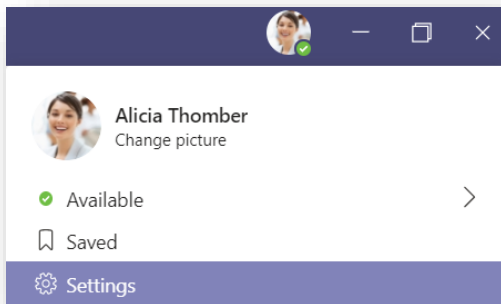 Alicia Thomber
Change picture
Available
Saved
Settings